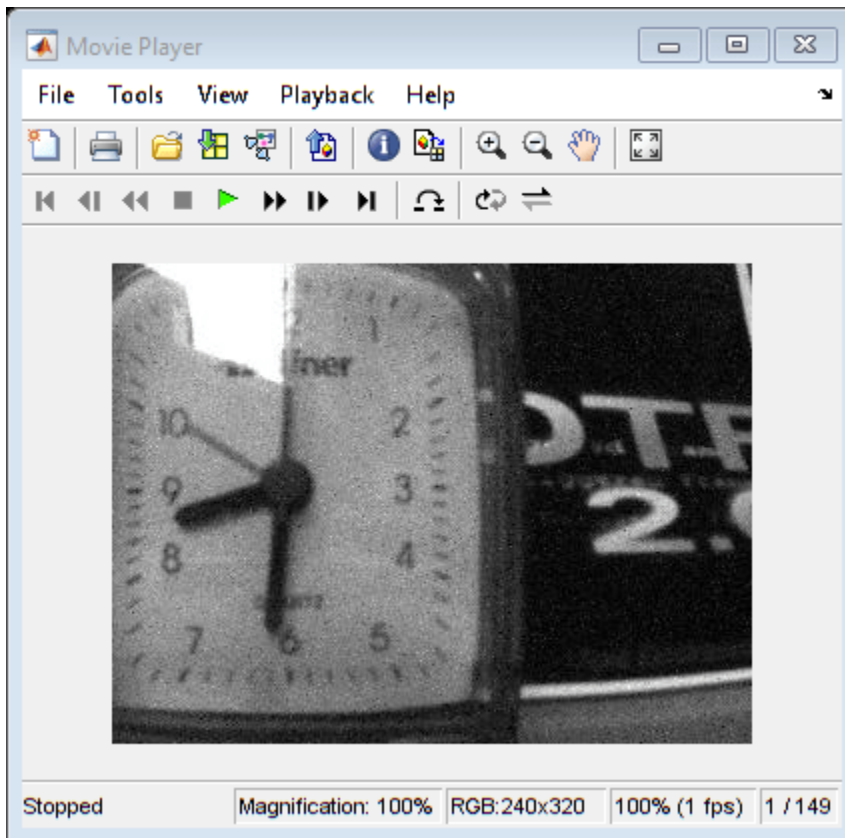 Movie Player
File Tools View Playback Help
1
iner
10
2
9
3
8
4
7
6
5
OTF
2.
Stopped Magnification: 100% RGB:240x320 100% (1 fps) 1 / 149